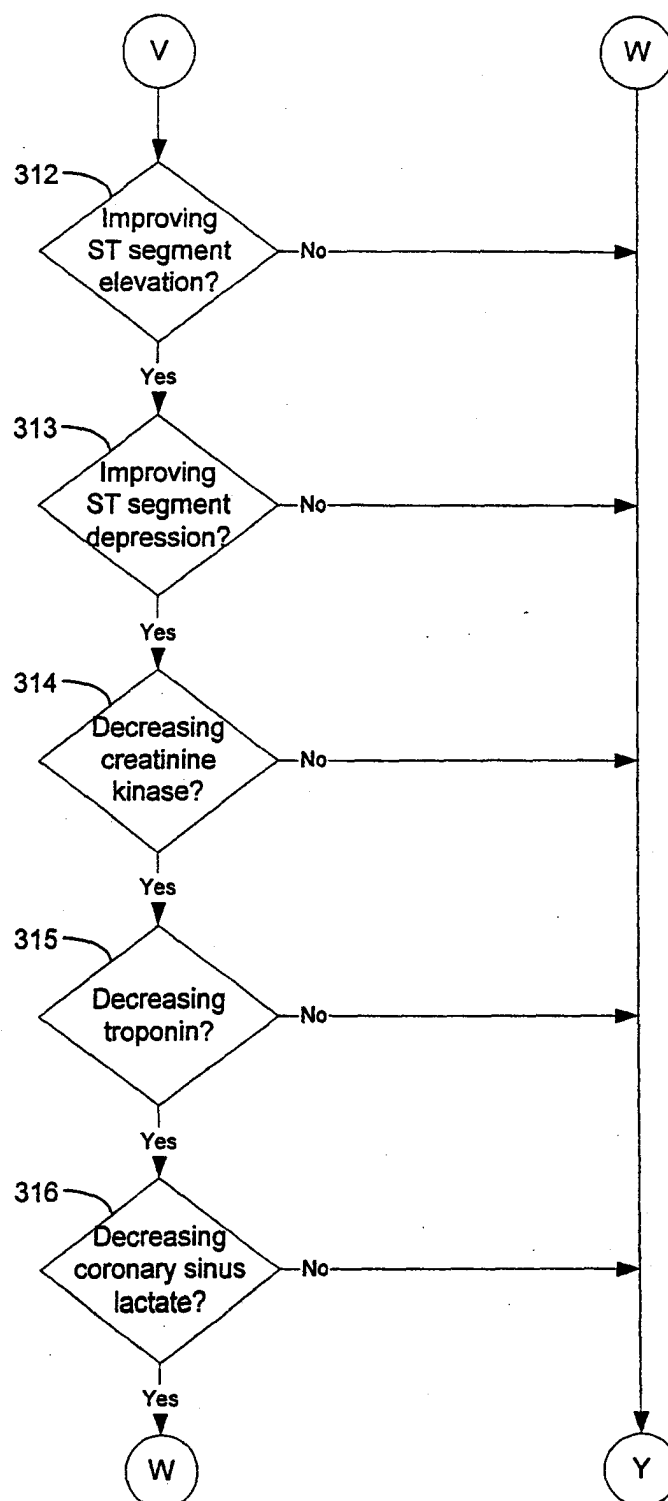 V
W
312
Improving
ST segment
elevation?
No
Yes
313
Improving
ST segment
depression?
No
Yes
314
Decreasing
creatinine
kinase?
No
Yes
315
Decreasing
troponin?
No
Yes
316
Decreasing
coronary sinus
lactate?
No
Yes
W
Y